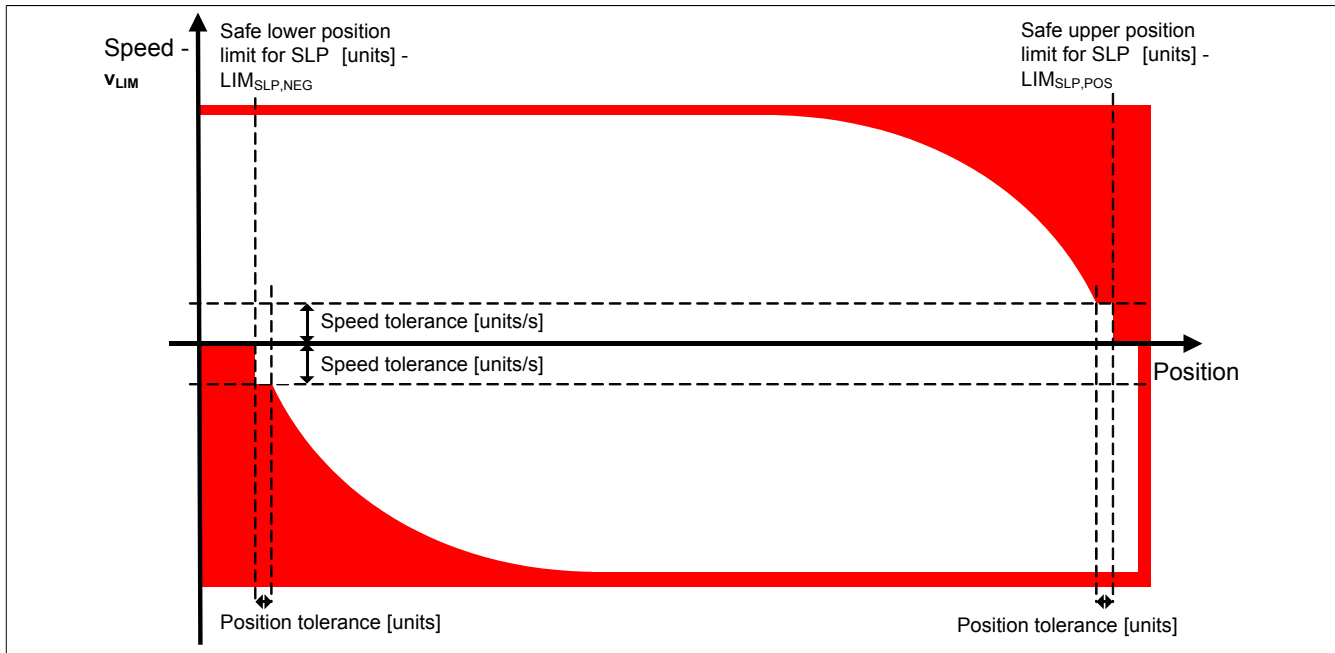 Speed -
vLIM
Safe lower position
limit for SLP [units] -
LIMSLP,NEG
Safe upper position
limit for SLP [units] -
LIMSLP,POS
Speed tolerance [units/s]
Speed tolerance [units/s]
Position
Position tolerance [units]
Position tolerance [units]